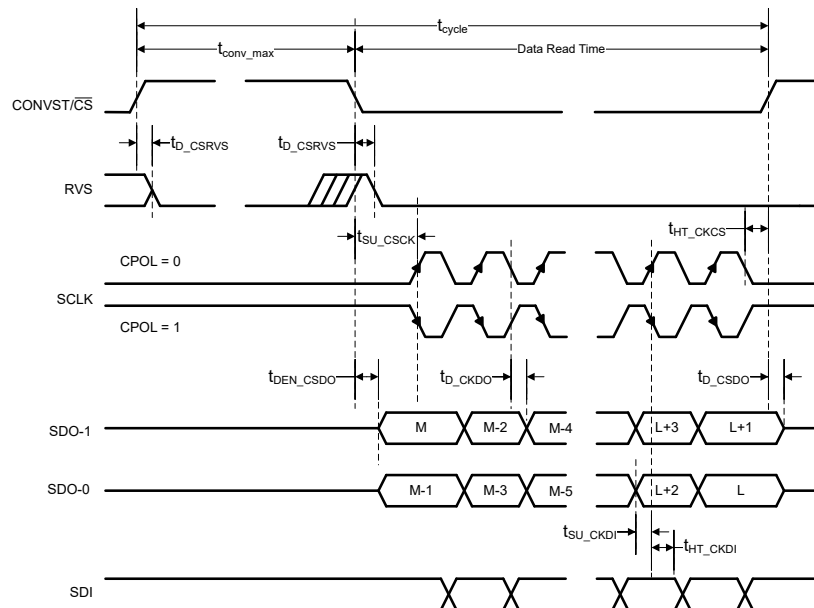 t_cycle
t_conv_max
Data Read Time
CONVST/C̅S̅
t_D_CSRVS
t_D_CSRVS
RVS
t_SU_CSCK
t_HT_CKCS
CPOL = 0
SCLK
CPOL = 1
t_DEN_CSDO
t_D_CKDO
t_D_CSDO
SDO-1
M
M-2
M-4
L+3
L+1
SDO-0
M-1
M-3
M-5
L+2
L
t_SU_CKDI
t_HT_CKDI
SDI